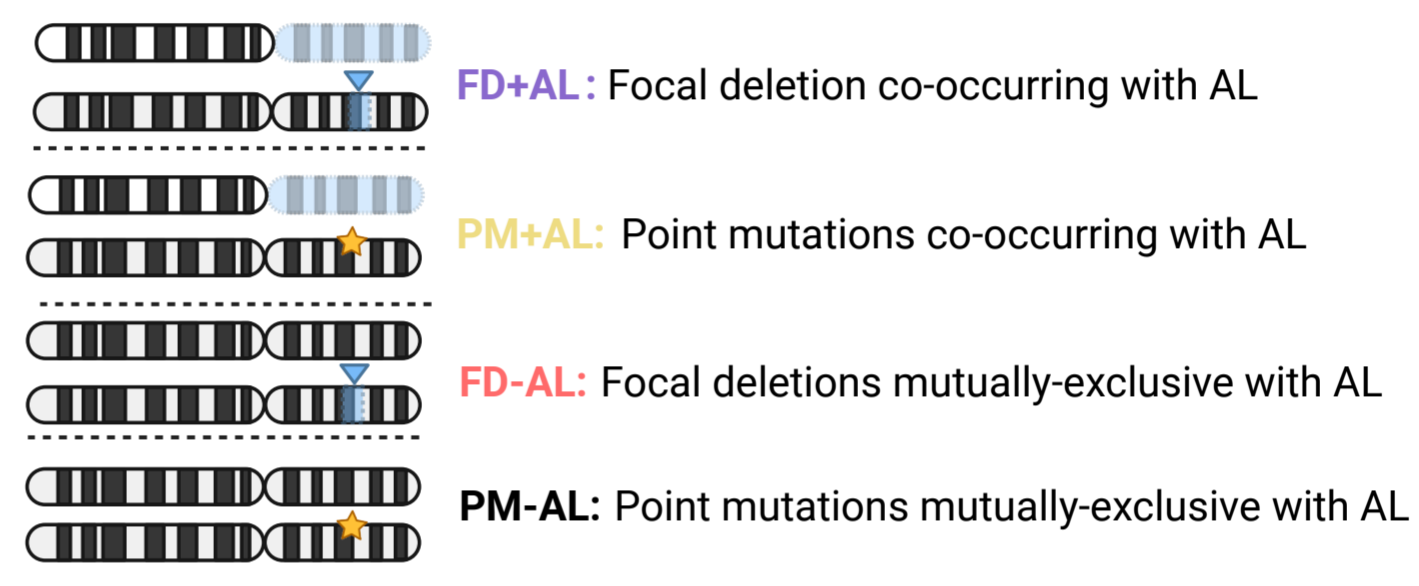 FD+AL: Focal deletion co-occurring with AL
PM+AL: Point mutations co-occurring with AL
FD-AL: Focal deletions mutually-exclusive with AL
PM-AL: Point mutations mutually-exclusive with AL